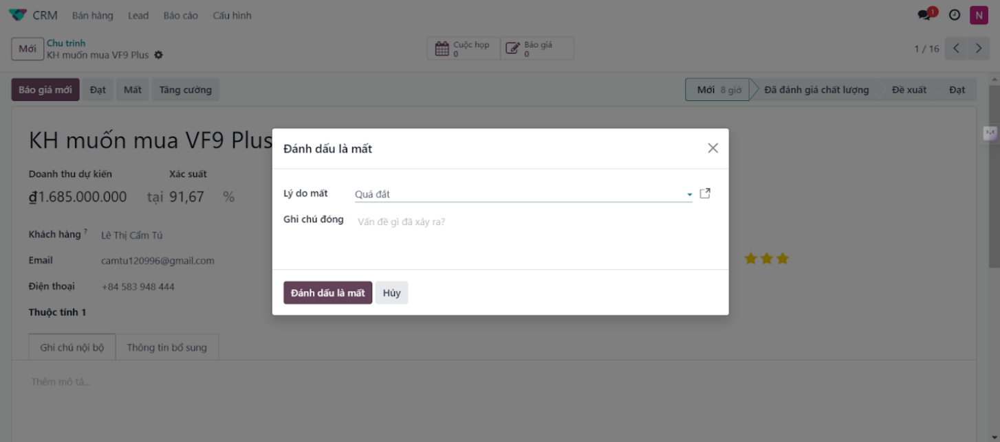 CRM Bán hàng Lead Báo cáo Cấu hình 1 N
Mới Chu trình
KH muốn mua VF9 Plus
Cuộc họp
0
Báo giá
0
1 / 16
Báo giá mới Đạt Mất Tăng cường Mới 8 giờ Đã đánh giá chất lượng Đề xuất Đạt
KH muốn mua VF9 Plus
Doanh thu dự kiến Xác suất
₫1.685.000.000 tại 91,67 %
Khách hàng ? Lê Thị Cẩm Tú
Email camtu120996@gmail.com
Điện thoại +84 583 948 444
Thuộc tính 1
Ghi chú nội bộ Thông tin bổ sung
Thêm mô tả...
Đánh dấu là mất
Lý do mất Quá đắt
Ghi chú đóng Vấn đề gì đã xảy ra?
Đánh dấu là mất Hủy